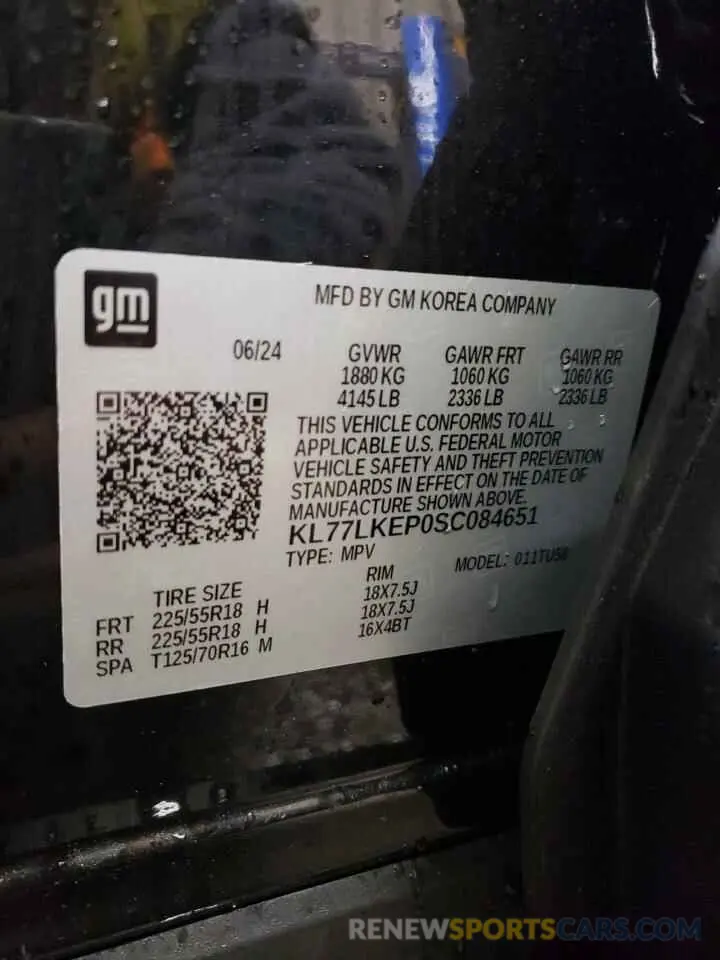 gm
MFD BY GM KOREA COMPANY
06/24 GVWR GAWR FRT GAWR RR
1880 KG 1060 KG 1060 KG
4145 LB 2336 LB 2336 LB
THIS VEHICLE CONFORMS TO ALL
APPLICABLE U.S. FEDERAL MOTOR
VEHICLE SAFETY AND THEFT PREVENTION
STANDARDS IN EFFECT ON THE DATE OF
MANUFACTURE SHOWN ABOVE.
KL77LKEP0SC084651
TYPE: MPV MODEL: 011TU58
TIRE SIZE RIM
FRT 225/55R18 H 18X7.5J
RR 225/55R18 H 18X7.5J
SPA T125/70R16 M 16X4BT
RENEWSPORTSCARS.COM